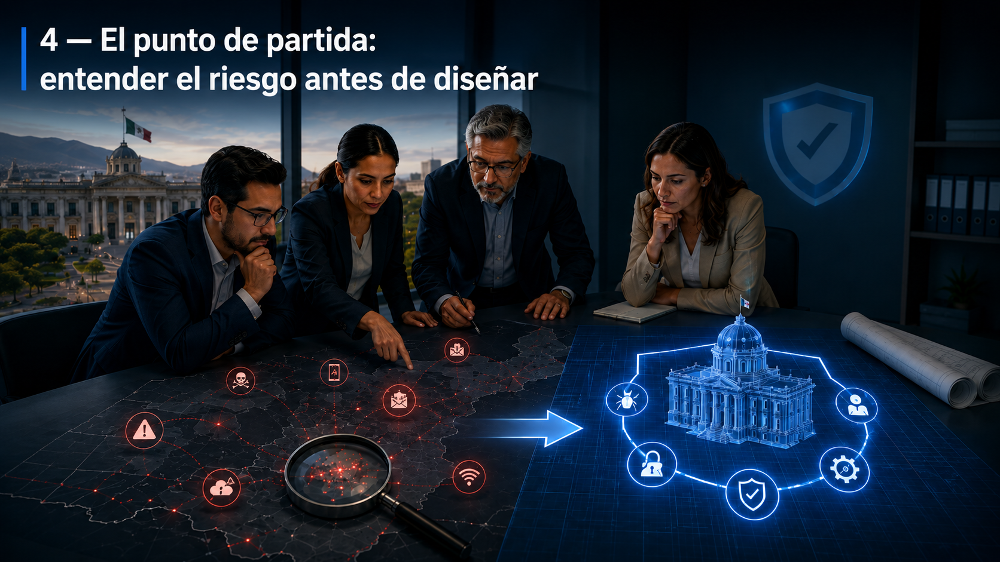 4 — El punto de partida:
entender el riesgo antes de diseñar